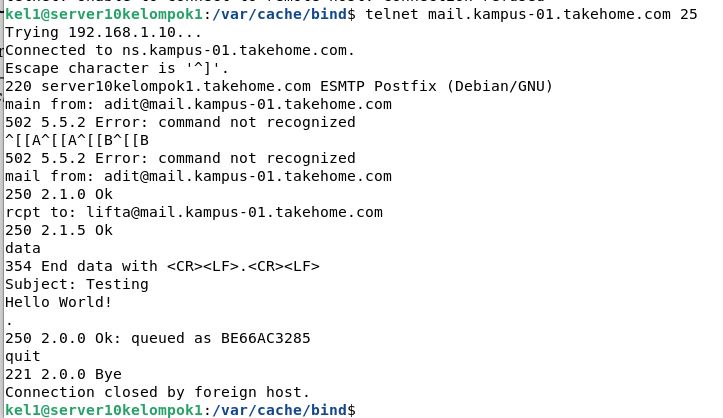 kel1@server10kelompok1:/var/cache/bind$ telnet mail.kampus-01.takehome.com 25
Trying 192.168.1.10...
Connected to ns.kampus-01.takehome.com.
Escape character is '^]'.
220 server10kelompok1.takehome.com ESMTP Postfix (Debian/GNU)
main from: adit@mail.kampus-01.takehome.com
502 5.5.2 Error: command not recognized
^[[A^[[A^[[B^[[B
502 5.5.2 Error: command not recognized
mail from: adit@mail.kampus-01.takehome.com
250 2.1.0 Ok
rcpt to: lifta@mail.kampus-01.takehome.com
250 2.1.5 Ok
data
354 End data with <CR><LF>.<CR><LF>
Subject: Testing
Hello World!
.
250 2.0.0 Ok: queued as BE66AC3285
quit
221 2.0.0 Bye
Connection closed by foreign host.
kel1@server10kelompok1:/var/cache/bind$